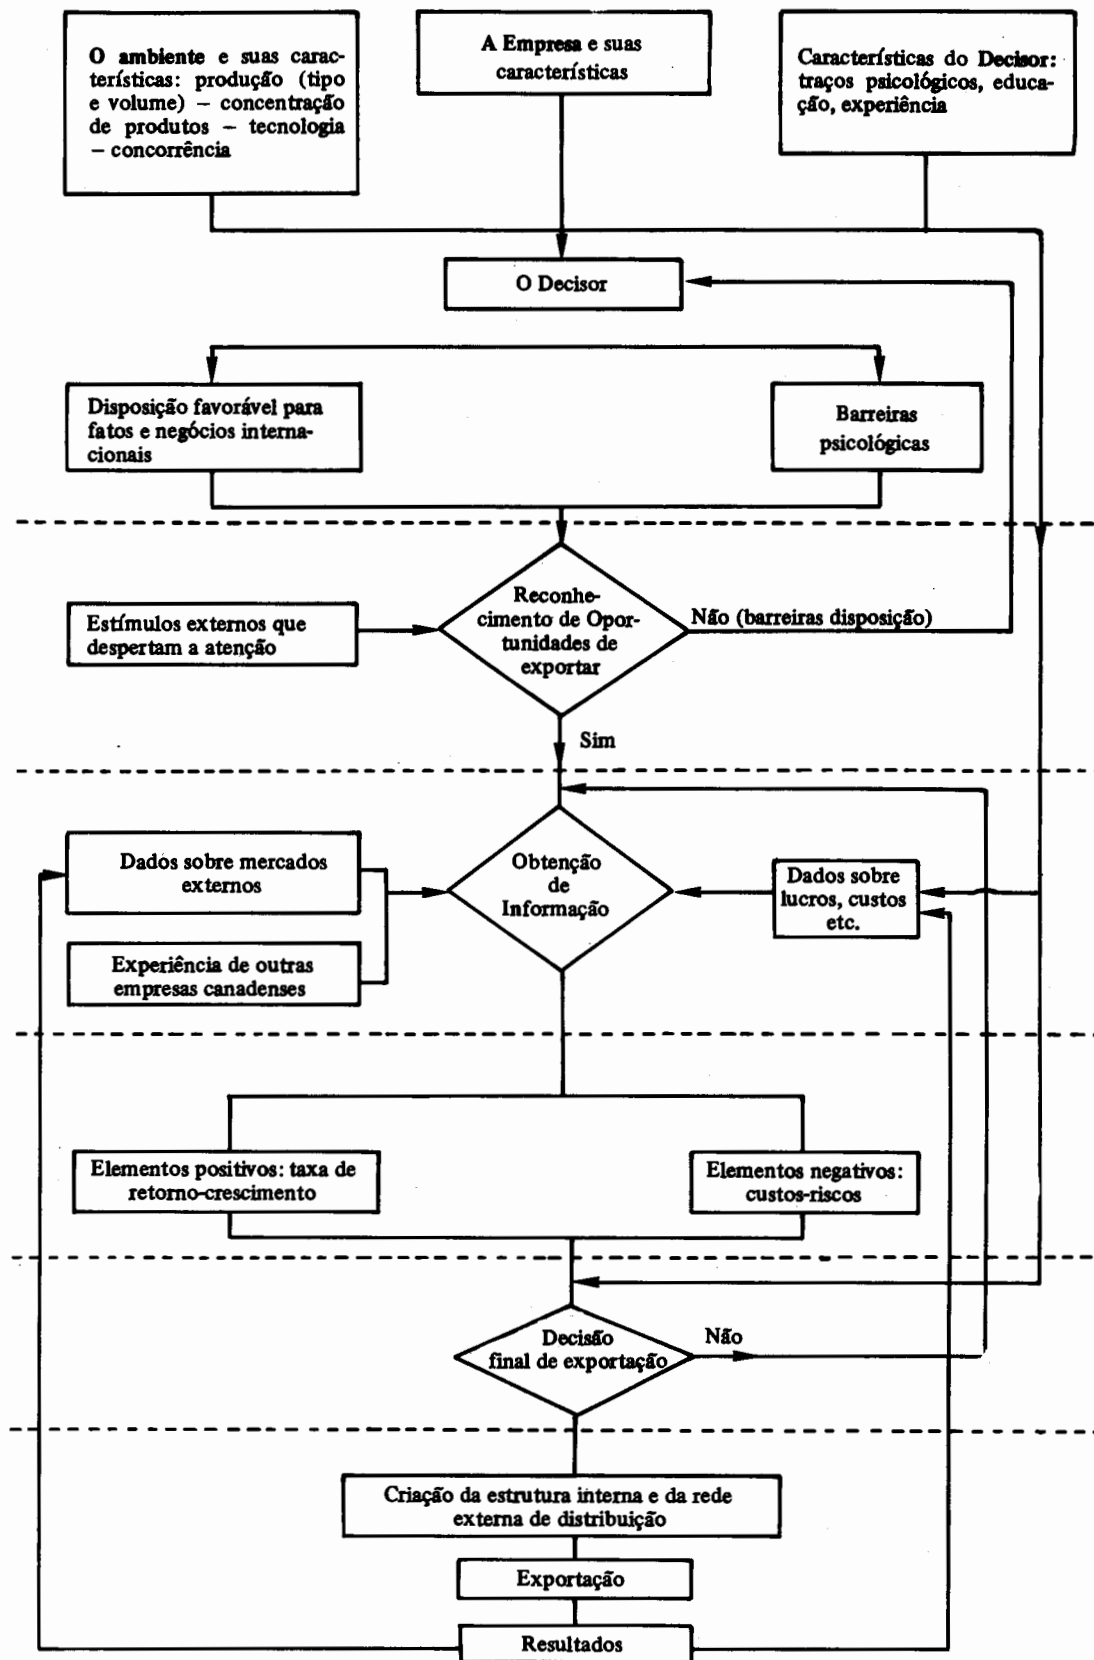 O ambiente e suas carac-
terísticas: produção (tipo
e volume) – concentração
de produtos – tecnologia
– concorrência
A Empresa e suas
características
Características do Decisor:
traços psicológicos, educa-
ção, experiência
O Decisor
Disposição favorável para
fatos e negócios interna-
cionais
Barreiras
psicológicas
Estímulos externos que
despertam a atenção
Reconhe-
cimento de Opor-
tunidades de
exportar
Não (barreiras disposição)
Sim
Dados sobre mercados
externos
Experiência de outras
empresas canadenses
Obtenção
de
Informação
Dados sobre
lucros, custos
etc.
Elementos positivos: taxa de
retorno-crescimento
Elementos negativos:
custos-riscos
Decisão
final de exportação
Não
Criação da estrutura interna e da rede
externa de distribuição
Exportação
Resultados